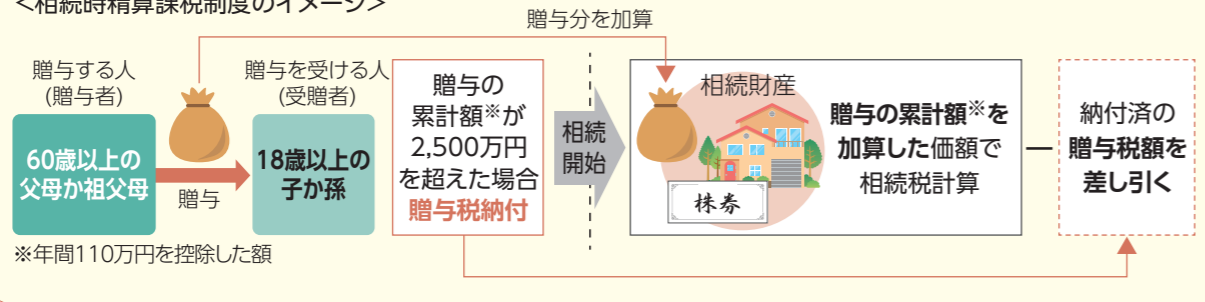 <相続時精算課税制度のイメージ>
贈与分を加算
贈与する人
(贈与者)
60歳以上の
父母か祖父母
贈与
贈与を受ける人
(受贈者)
18歳以上の
子か孫
贈与の
累計額※が
2,500万円
を超えた場合
贈与税納付
相続
開始
相続財産
株券
贈与の累計額※を
加算した価額で
相続税計算
納付済の
贈与税額を
差し引く
※年間110万円を控除した額